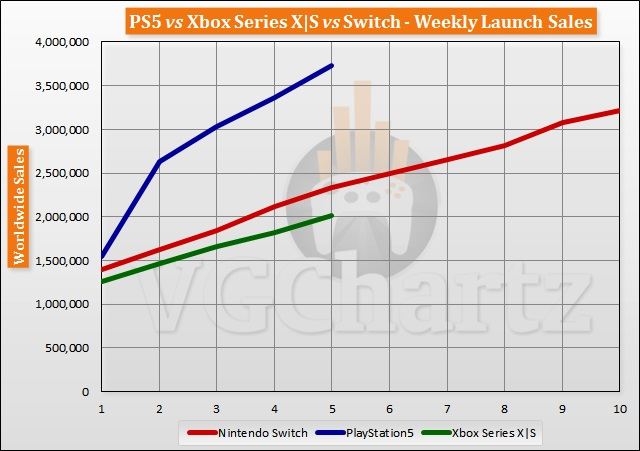 PS5 vs Xbox Series X|S vs Switch - Weekly Launch Sales
Worldwide Sales
4,000,000
3,500,000
3,000,000
2,500,000
2,000,000
1,500,000
1,000,000
500,000
0
VGChartz
1 2 3 4 5 6 7 8 9 10
Nintendo Switch PlayStation5 Xbox Series X|S